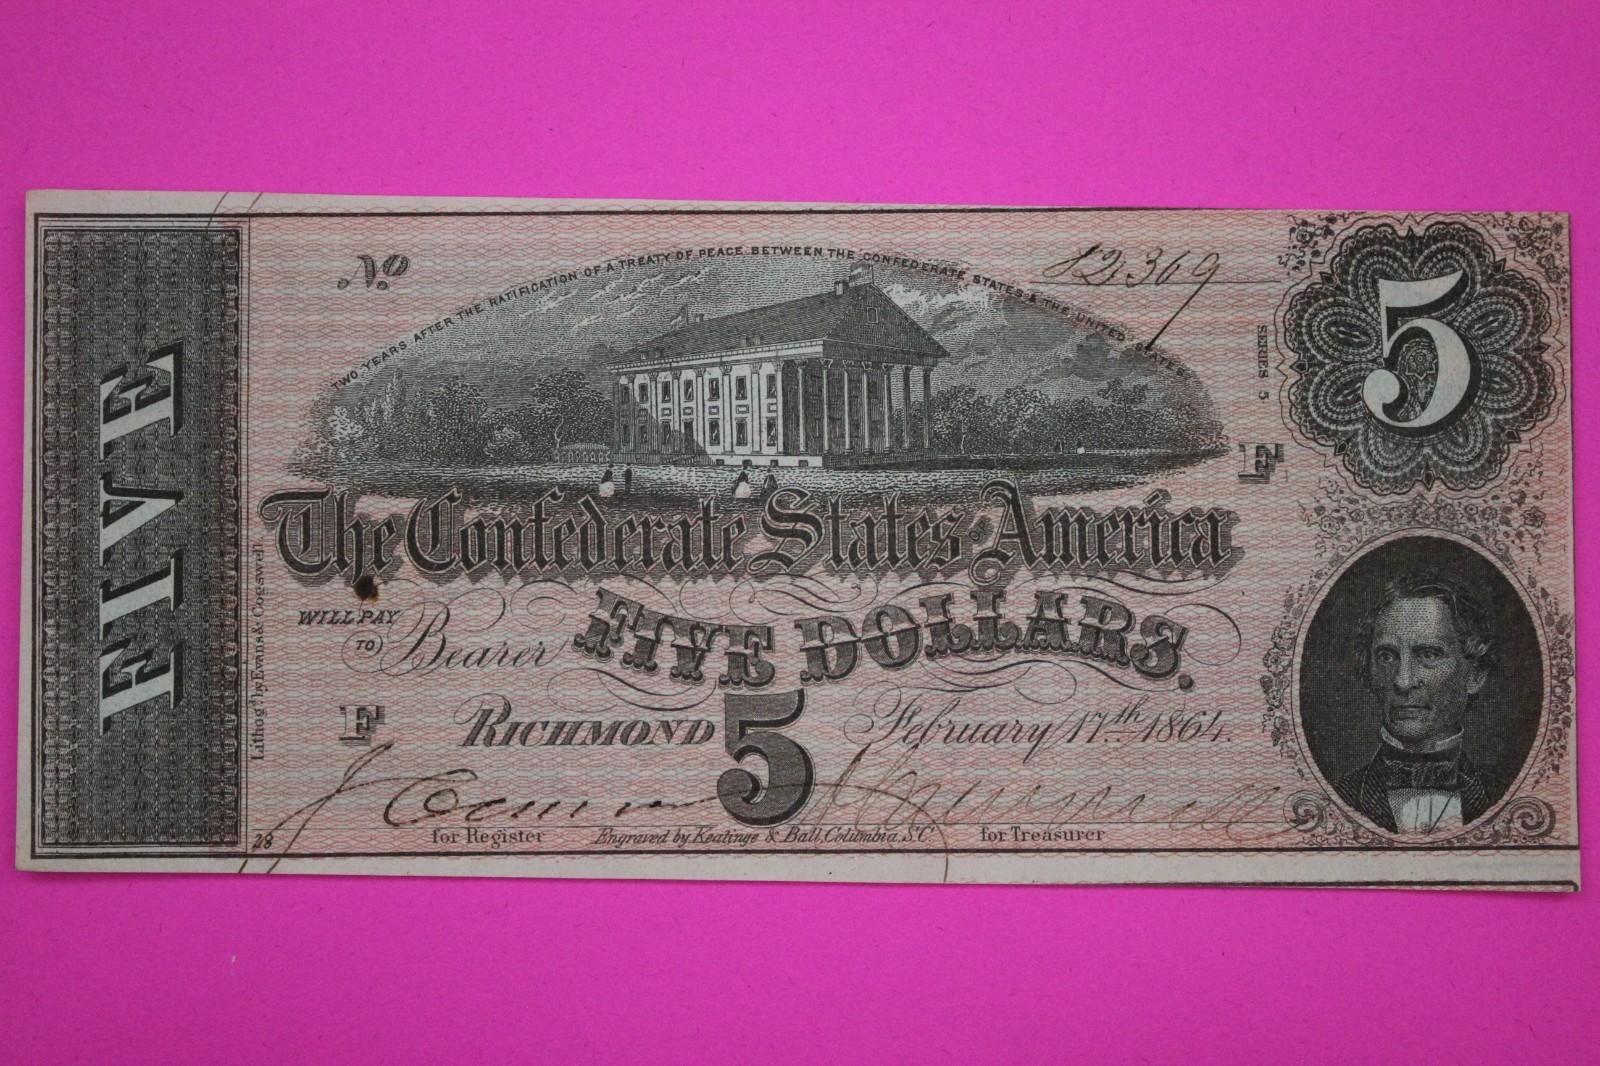 FIVE
No
82369
TWO YEARS AFTER THE RATIFICATION OF A TREATY OF PEACE BETWEEN THE CONFEDERATE STATES & THE UNITED STATES
SERIES 5
5
F
The Confederate States of America
WILL PAY
TO
Bearer
FIVE DOLLARS.
F
RICHMOND
5
February 17th 1864.
Lithog'd by Evans & Cogswell
28
for Register
Engraved by Keatinge & Ball, Columbia, S.C.
for Treasurer